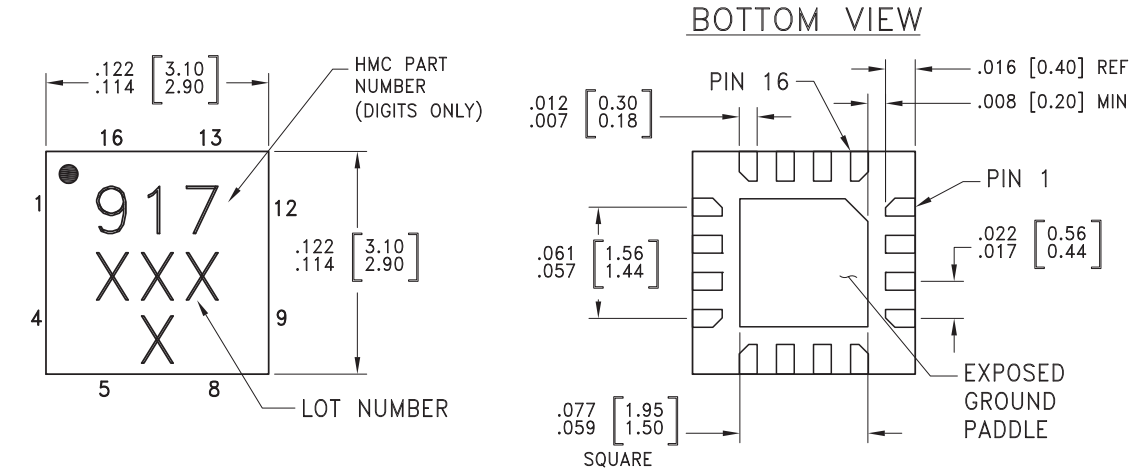 BOTTOM VIEW
.122 [3.10]
.114 [2.90]
HMC PART
NUMBER
(DIGITS ONLY)
16 13
1 12
4 9
5 8
917
XXX
X
.122 [3.10]
.114 [2.90]
LOT NUMBER
PIN 16
.016 [0.40] REF
.008 [0.20] MIN
.012 [0.30]
.007 [0.18]
PIN 1
.061 [1.56]
.057 [1.44]
.022 [0.56]
.017 [0.44]
EXPOSED
GROUND
PADDLE
.077 [1.95]
.059 [1.50]
SQUARE